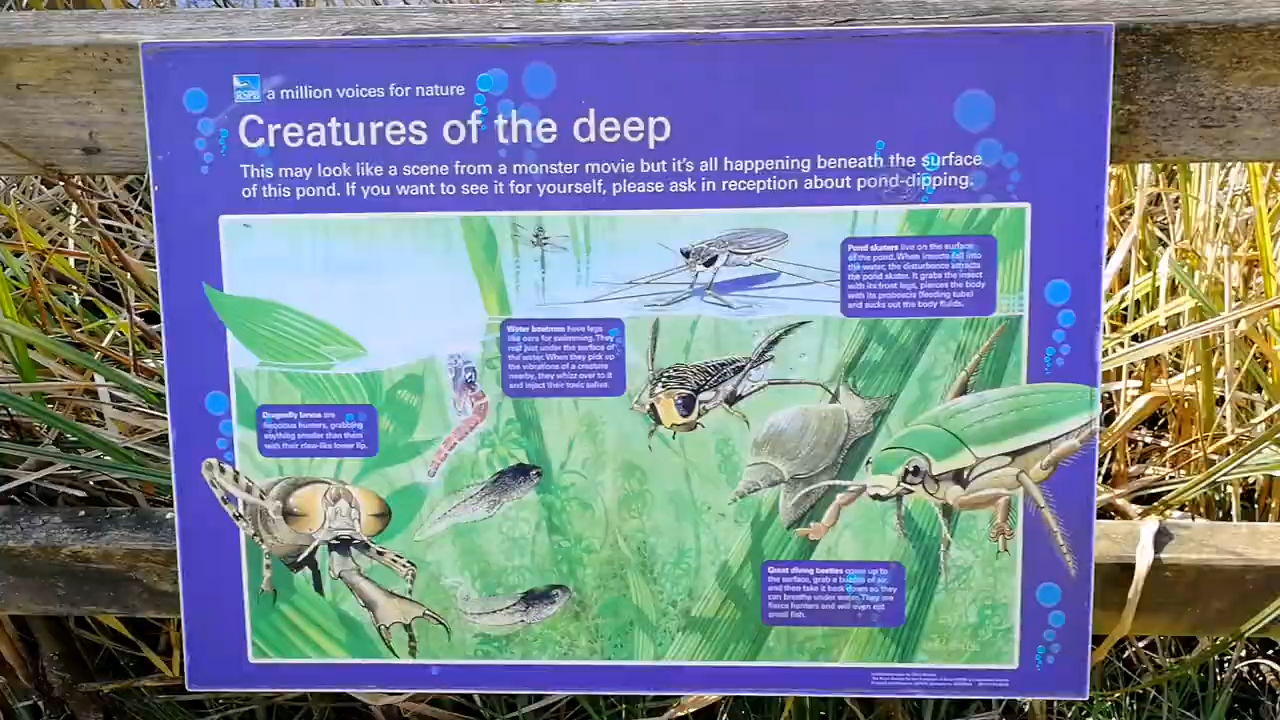 RSPB a million voices for nature
Creatures of the deep
This may look like a scene from a monster movie but it's all happening beneath the surface
of this pond. If you want to see it for yourself, please ask in reception about pond-dipping.
Pond skaters live on the surface
of the pond. When insects fall into
the water, the disturbance attracts
the pond skater. It grabs the insect
with its front legs, pierces the body
with its proboscis (feeding tube)
and sucks out the body fluids.
Water boatmen have legs
like oars for swimming. They
rest just under the surface of
the water. When they pick up
the vibrations of a creature
nearby, they whizz over to it
and inject their toxic saliva.
Dragonfly larvae are
ferocious hunters, grabbing
anything smaller than them
with their claw-like lower lip.
Great diving beetles come up to
the surface, grab a bubble of air,
and then take it back down so they
can breathe under water. They are
fierce hunters and will even eat
small fish.